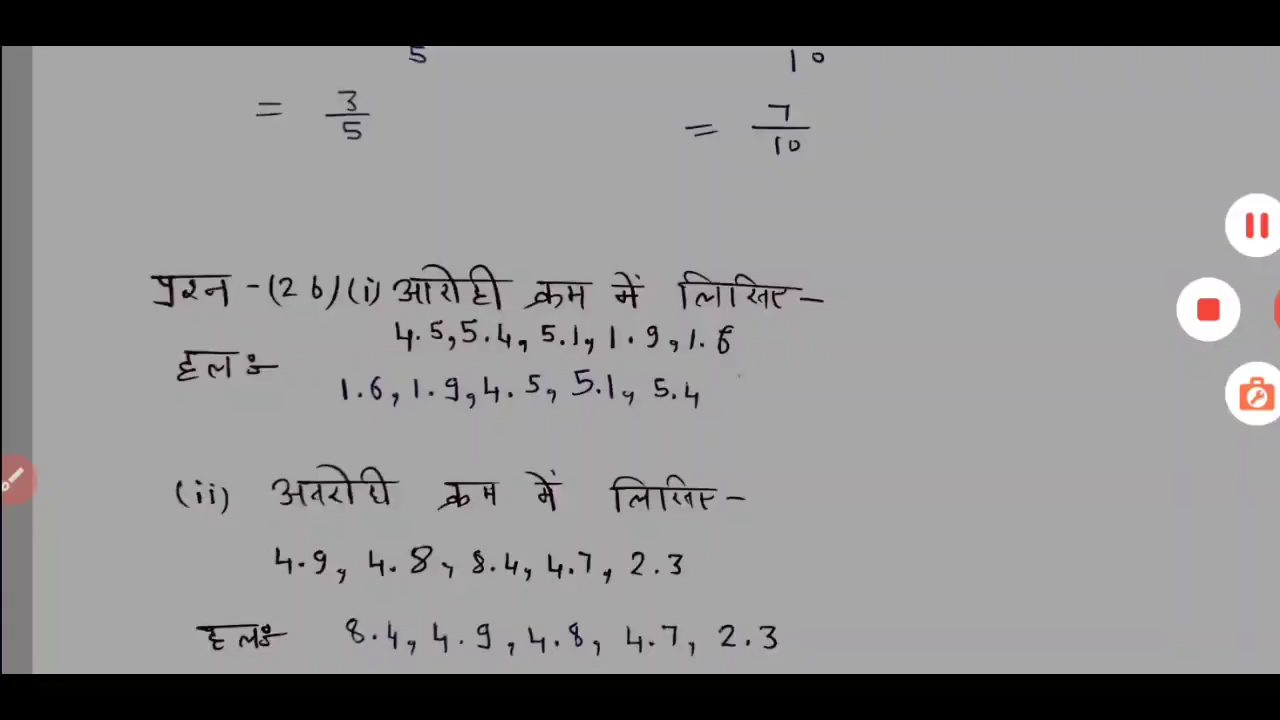 5 10
= 3/5 = 7/10
प्रश्न -(2 b)(i) आरोही क्रम में लिखिए -
4.5, 5.4, 5.1, 1.9, 1.6
हलः- 1.6, 1.9, 4.5, 5.1, 5.4
(ii) अवरोही क्रम में लिखिए -
4.9, 4.8, 8.4, 4.7, 2.3
हलः- 8.4, 4.9, 4.8, 4.7, 2.3